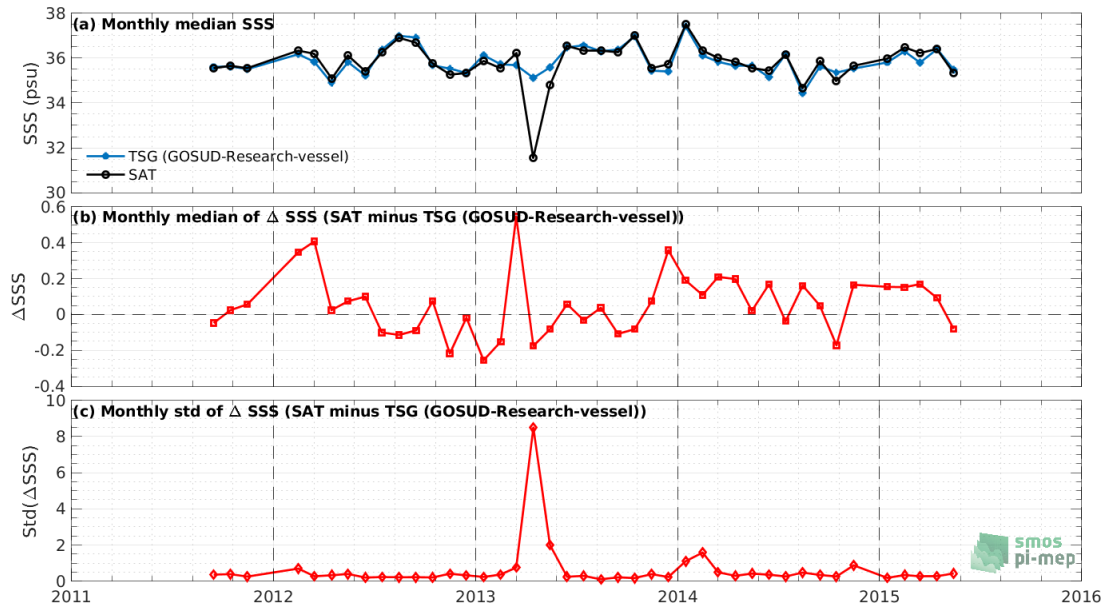 38
(a) Monthly median SSS
36
34
32
30
SSS (psu)
TSG (GOSUD-Research-vessel)
SAT
0.6
(b) Monthly median of Δ SSS (SAT minus TSG (GOSUD-Research-vessel))
0.4
0.2
0
-0.2
-0.4
ΔSSS
10
(c) Monthly std of Δ SSS (SAT minus TSG (GOSUD-Research-vessel))
8
6
4
2
0
Std(ΔSSS)
smos
pi-mep
2011 2012 2013 2014 2015 2016